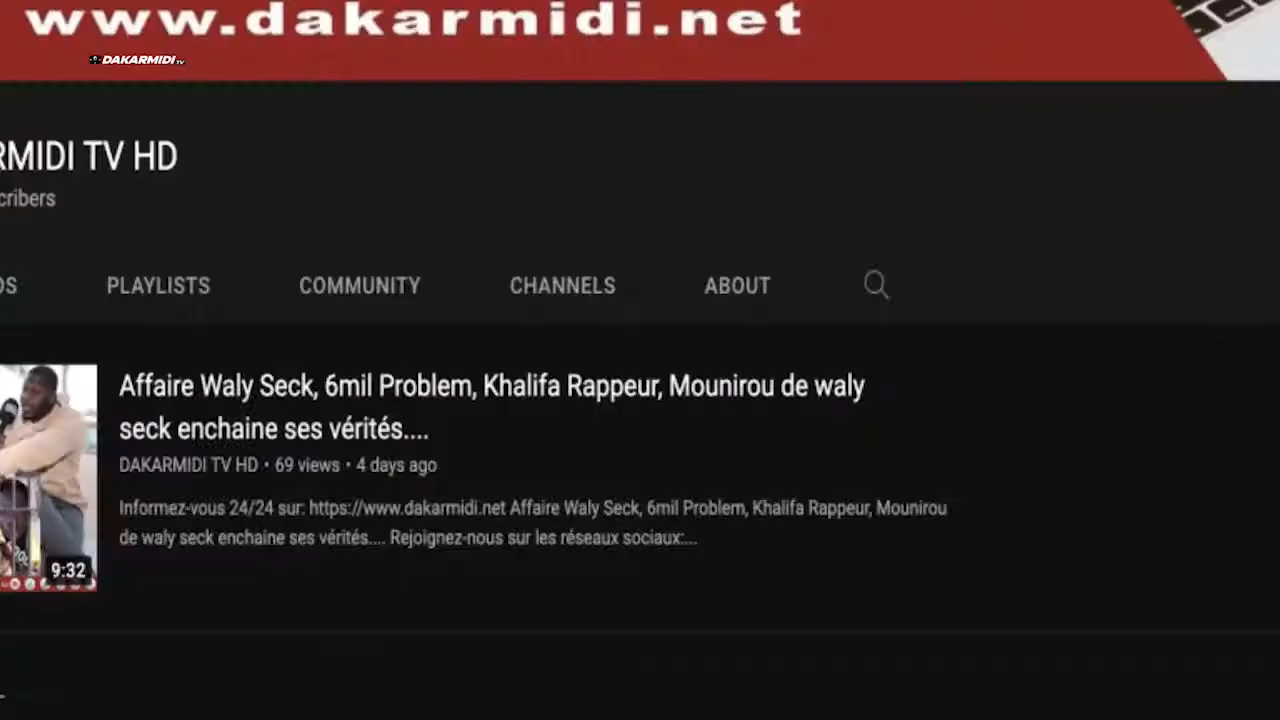 www.dakarmidi.net
DAKARMIDI TV
RMIDI TV HD
cribers
DS PLAYLISTS COMMUNITY CHANNELS ABOUT
Affaire Waly Seck, 6mil Problem, Khalifa Rappeur, Mounirou de waly
seck enchaine ses vérités....
DAKARMIDI TV HD • 69 views • 4 days ago
Informez-vous 24/24 sur: https://www.dakarmidi.net Affaire Waly Seck, 6mil Problem, Khalifa Rappeur, Mounirou
de waly seck enchaine ses vérités.... Rejoignez-nous sur les réseaux sociaux:...
9:32